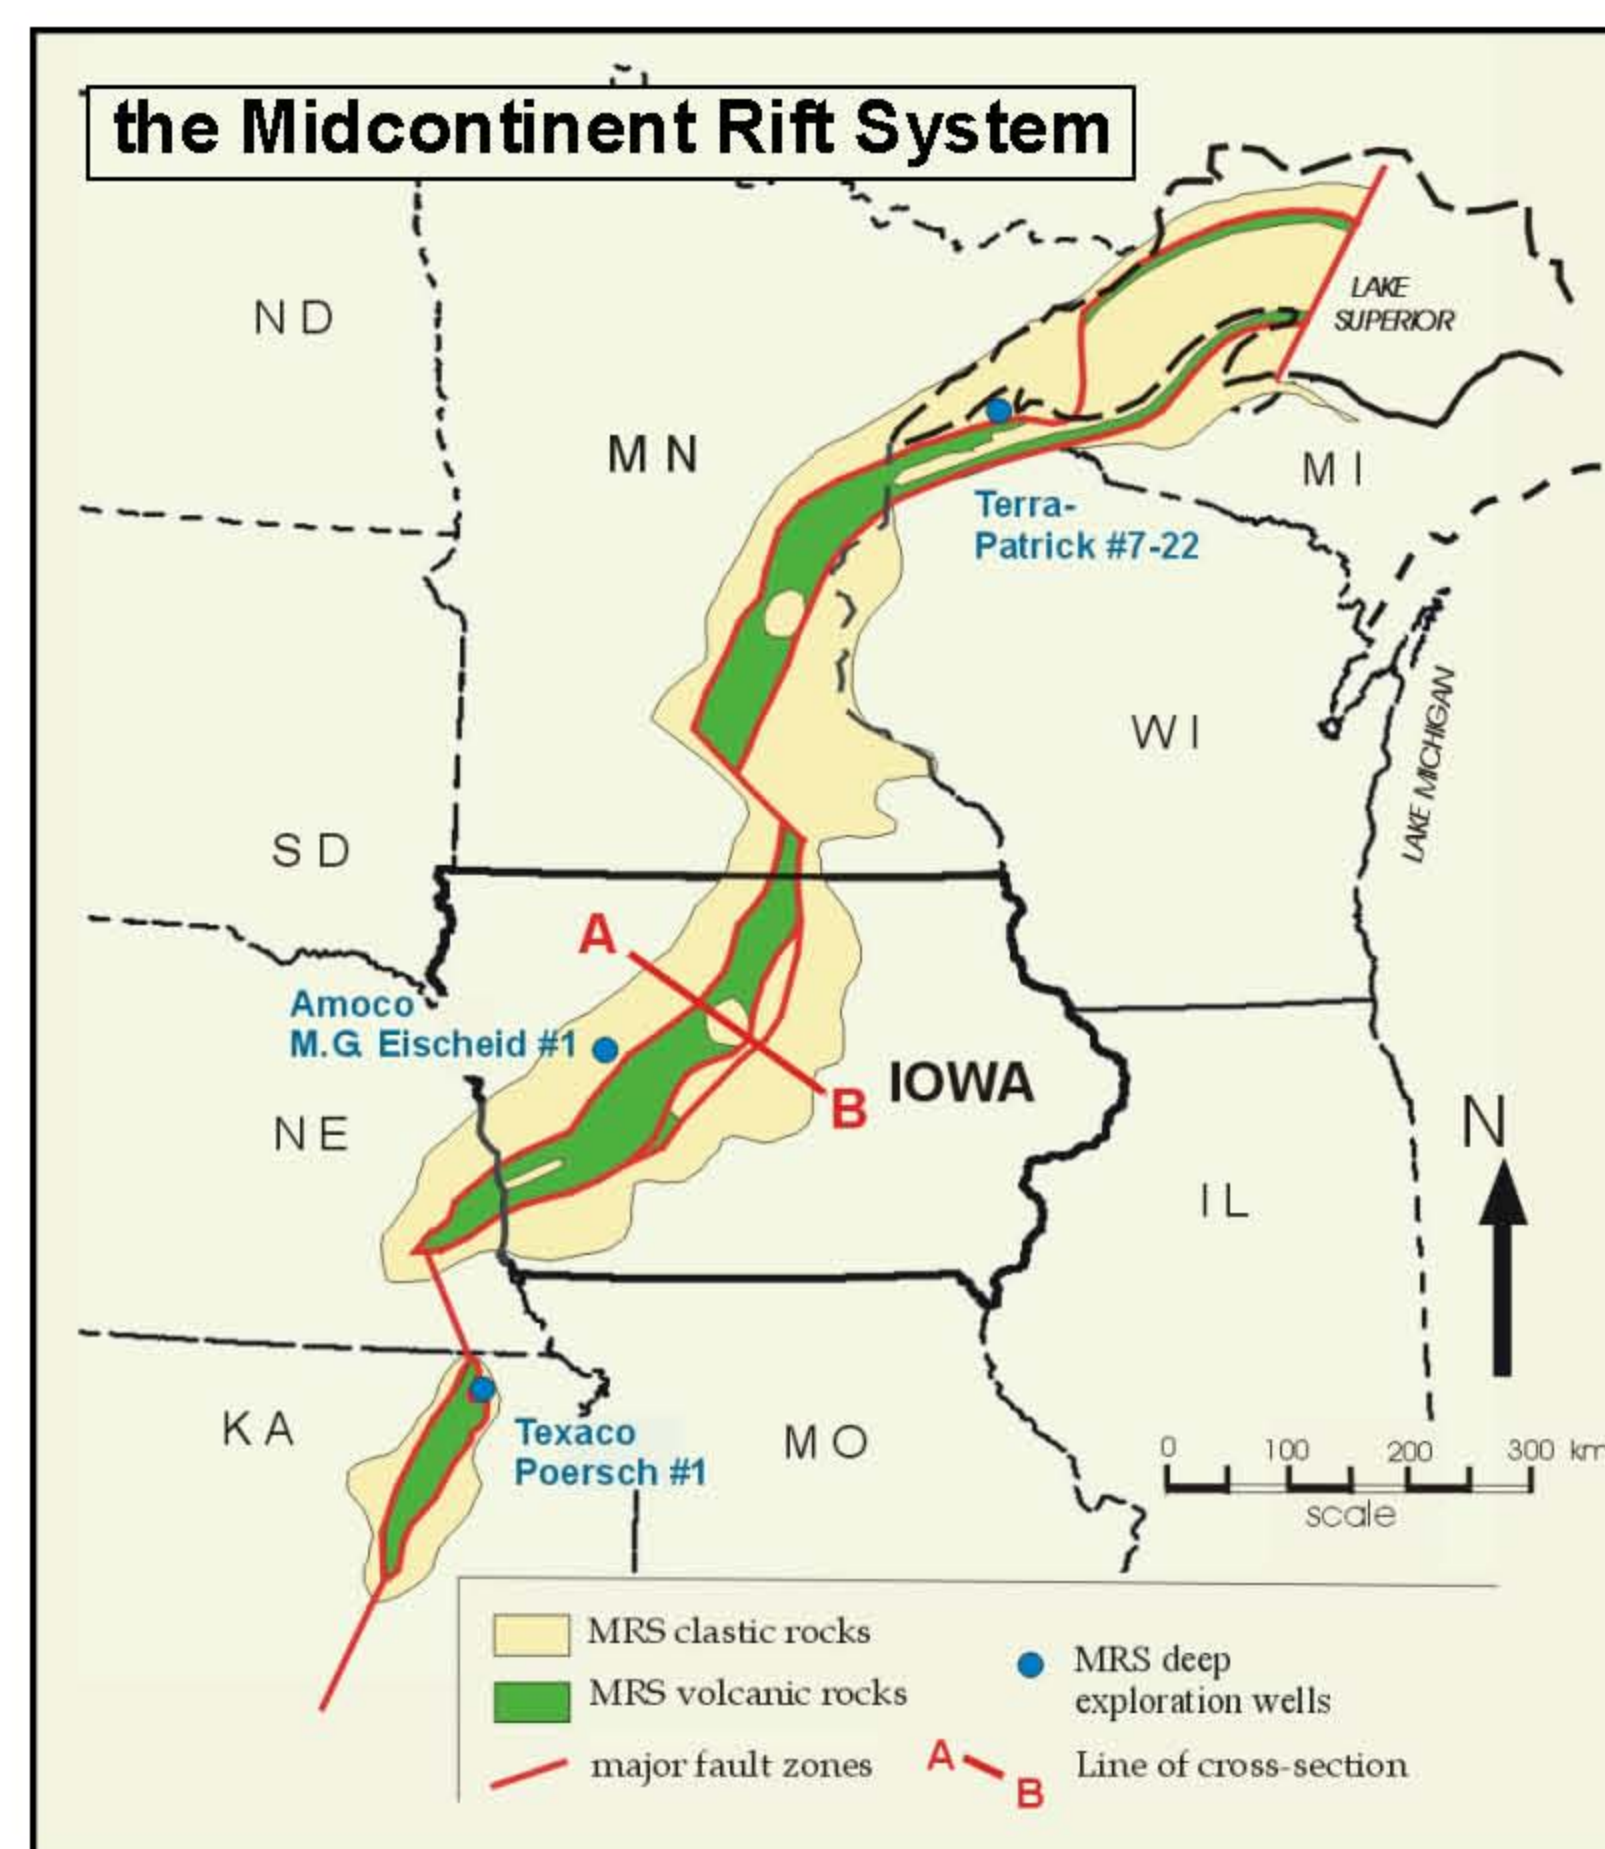 the Midcontinent Rift System
LAKE
SUPERIOR
ND
MN
MI
Terra-
Patrick #7-22
WI
LAKE MICHIGAN
SD
A
Amoco
M.G. Eischeid #1
IOWA
B
NE
N
IL
KA
Texaco
Poersch #1
MO
0 100 200 300 km
scale
MRS clastic rocks
MRS volcanic rocks
major fault zones
MRS deep
exploration wells
A
B
Line of cross-section